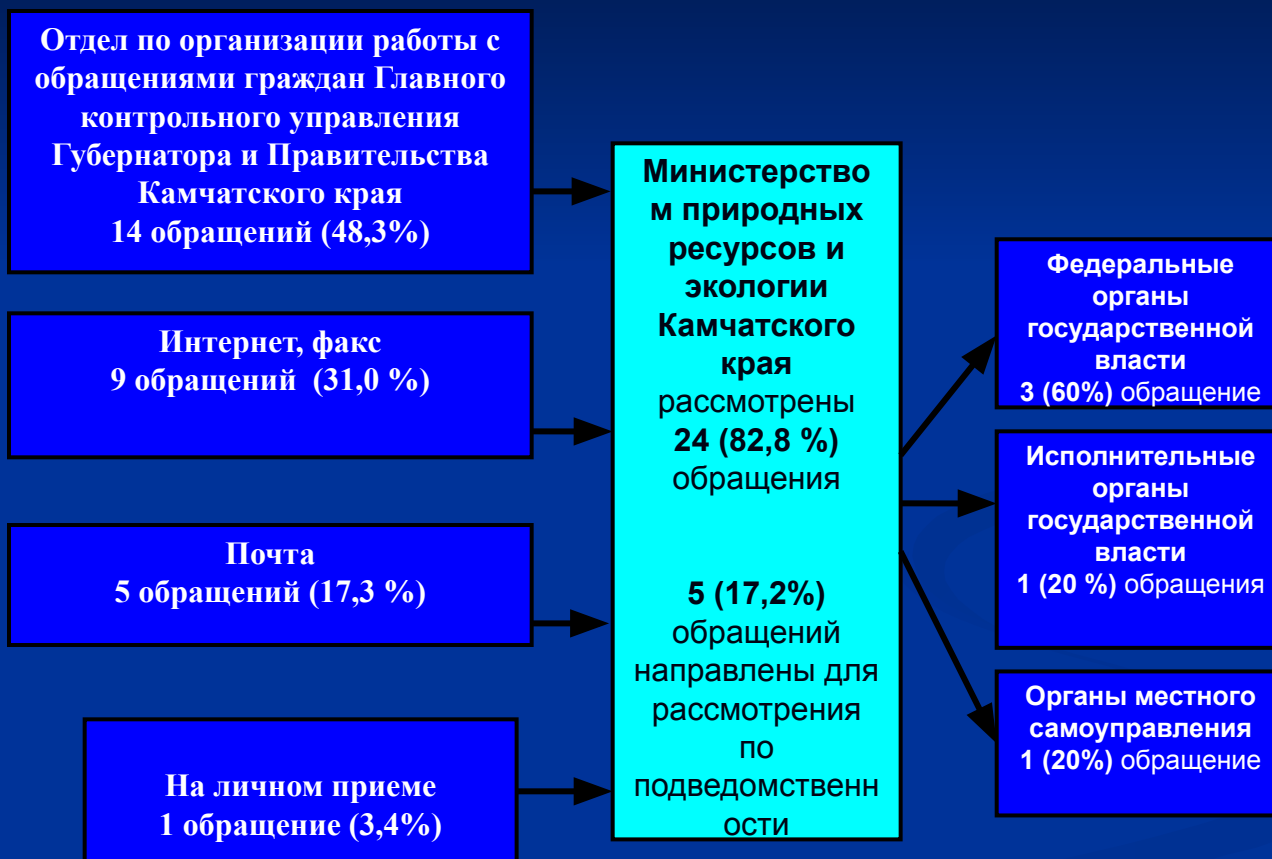 Отдел по организации работы с
обращениями граждан Главного
контрольного управления
Губернатора и Правительства
Камчатского края
14 обращений (48,3%)
Интернет, факс
9 обращений (31,0 %)
Почта
5 обращений (17,3 %)
На личном приеме
1 обращение (3,4%)
Министерство
м природных
ресурсов и
экологии
Камчатского
края
рассмотрены
24 (82,8 %)
обращения
5 (17,2%)
обращений
направлены для
рассмотрения
по
подведомственн
ости
Федеральные
органы
государственной
власти
3 (60%) обращение
Исполнительные
органы
государственной
власти
1 (20 %) обращения
Органы местного
самоуправления
1 (20%) обращение